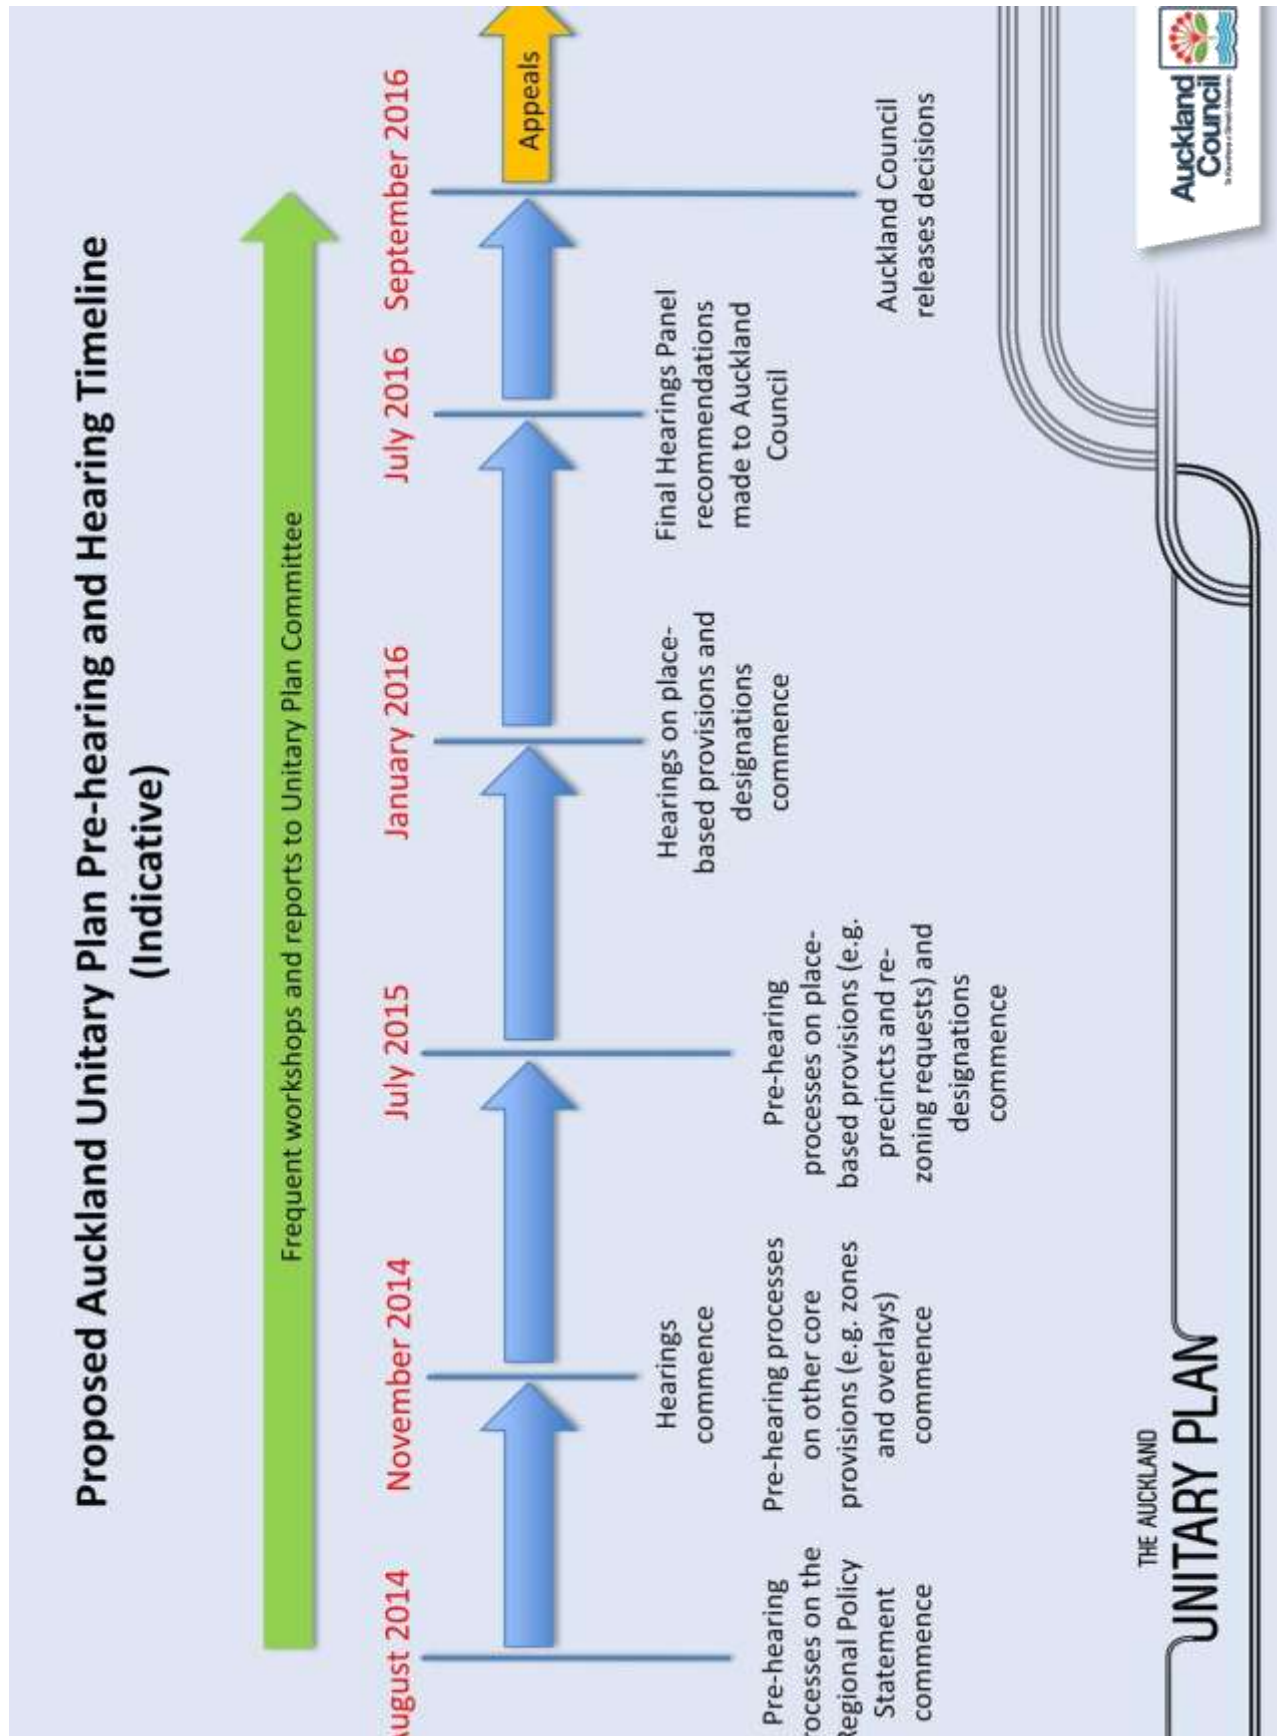 Proposed Auckland Unitary Plan Pre-hearing and Hearing Timeline
(Indicative)
Frequent workshops and reports to Unitary Plan Committee
August 2014
November 2014
July 2015
January 2016
July 2016
September 2016
Appeals
Pre-hearing
rocesses on the
Regional Policy
Statement
commence
Hearings
commence
Pre-hearing processes
on other core
provisions (e.g. zones
and overlays)
commence
Pre-hearing
processes on place-
based provisions (e.g.
precincts and re-
zoning requests) and
designations
commence
Hearings on place-
based provisions and
designations
commence
Final Hearings Panel
recommendations
made to Auckland
Council
Auckland Council
releases decisions
THE AUCKLAND
UNITARY PLAN
Auckland
Council